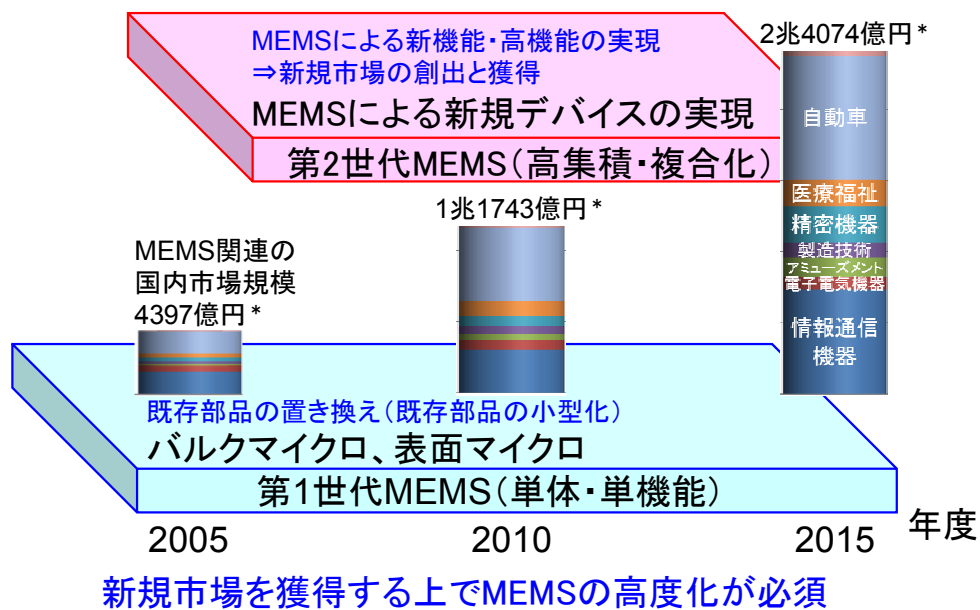 MEMSによる新機能・高機能の実現
⇒新規市場の創出と獲得
MEMSによる新規デバイスの実現
第2世代MEMS(高集積・複合化)
2兆4074億円*
自動車
医療福祉
精密機器
製造技術
アミューズメント
電子電気機器
情報通信
機器
1兆1743億円*
MEMS関連の
国内市場規模
4397億円*
既存部品の置き換え(既存部品の小型化)
バルクマイクロ、表面マイクロ
第1世代MEMS(単体・単機能)
2005
2010
2015
年度
新規市場を獲得する上でMEMSの高度化が必須